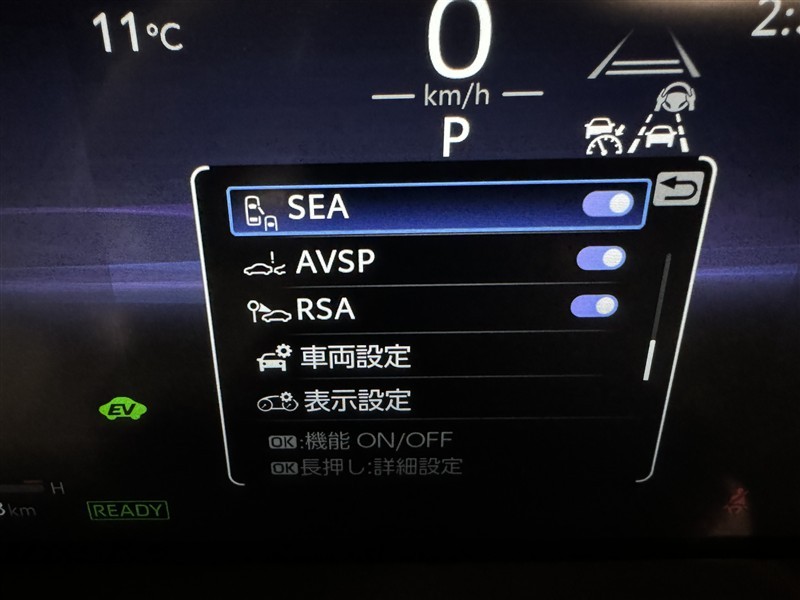 11°C
0
km/h
P
SEA
AVSP
RSA
車両設定
表示設定
OK:機能 ON/OFF
OK長押し:詳細設定
EV
H
km
READY